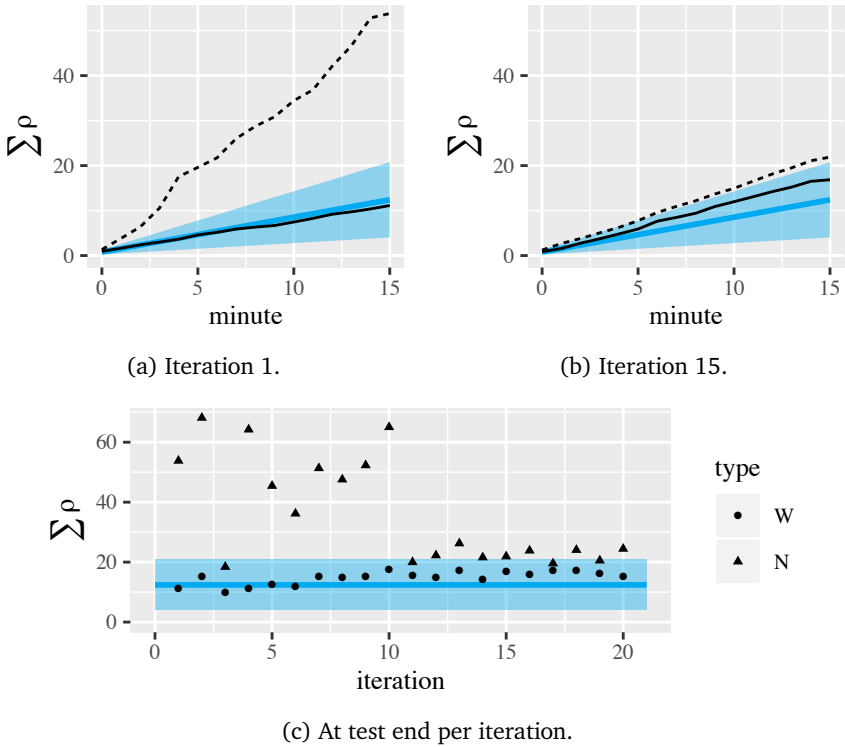 40
20
0
∑ρ
0 5 10 15
minute
(a) Iteration 1.
40
20
0
∑ρ
0 5 10 15
minute
(b) Iteration 15.
60
40
20
0
∑ρ
0 5 10 15 20
iteration
type
W
N
(c) At test end per iteration.